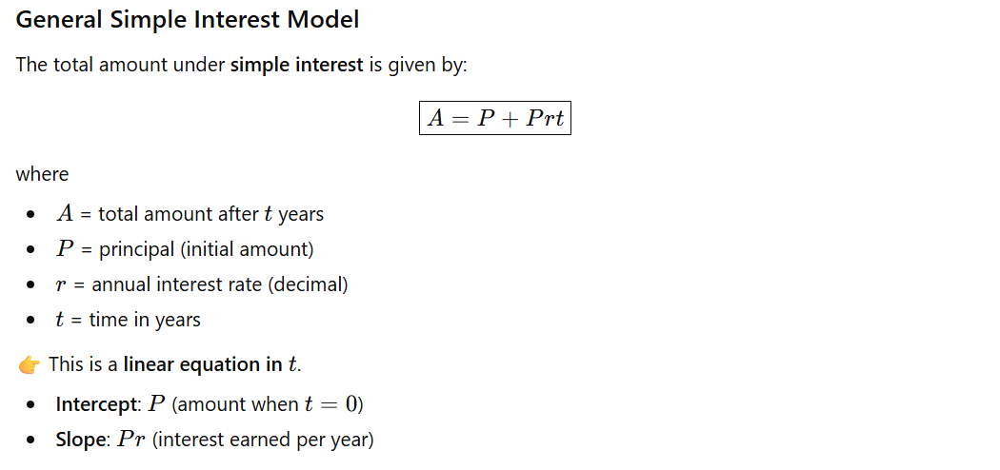 General Simple Interest Model
The total amount under simple interest is given by:
A = P + Prt
where
• A = total amount after t years
• P = principal (initial amount)
• r = annual interest rate (decimal)
• t = time in years
👉 This is a linear equation in t.
• Intercept: P (amount when t = 0)
• Slope: Pr (interest earned per year)